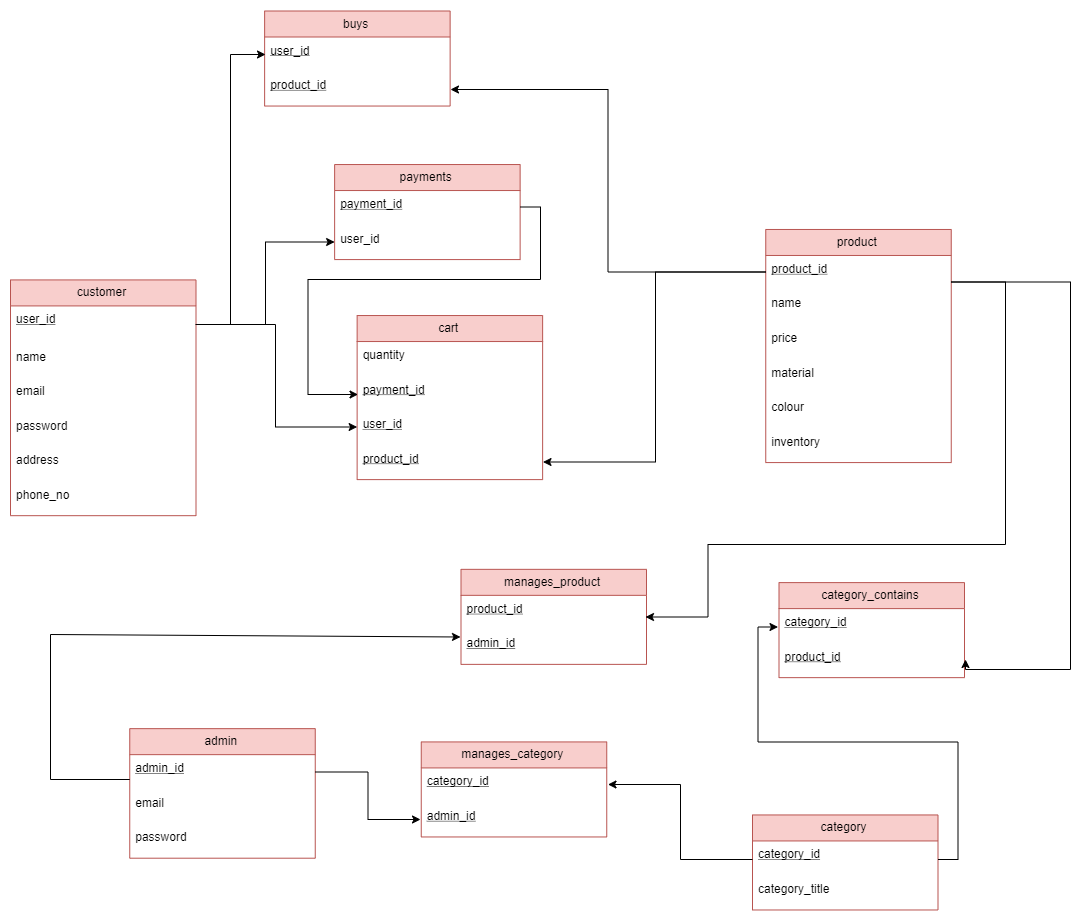 buys
user_id
product_id
payments
payment_id
user_id
product
product_id
name
price
material
colour
inventory
customer
user_id
name
email
password
address
phone_no
cart
quantity
payment_id
user_id
product_id
manages_product
product_id
admin_id
category_contains
category_id
product_id
admin
admin_id
email
password
manages_category
category_id
admin_id
category
category_id
category_title